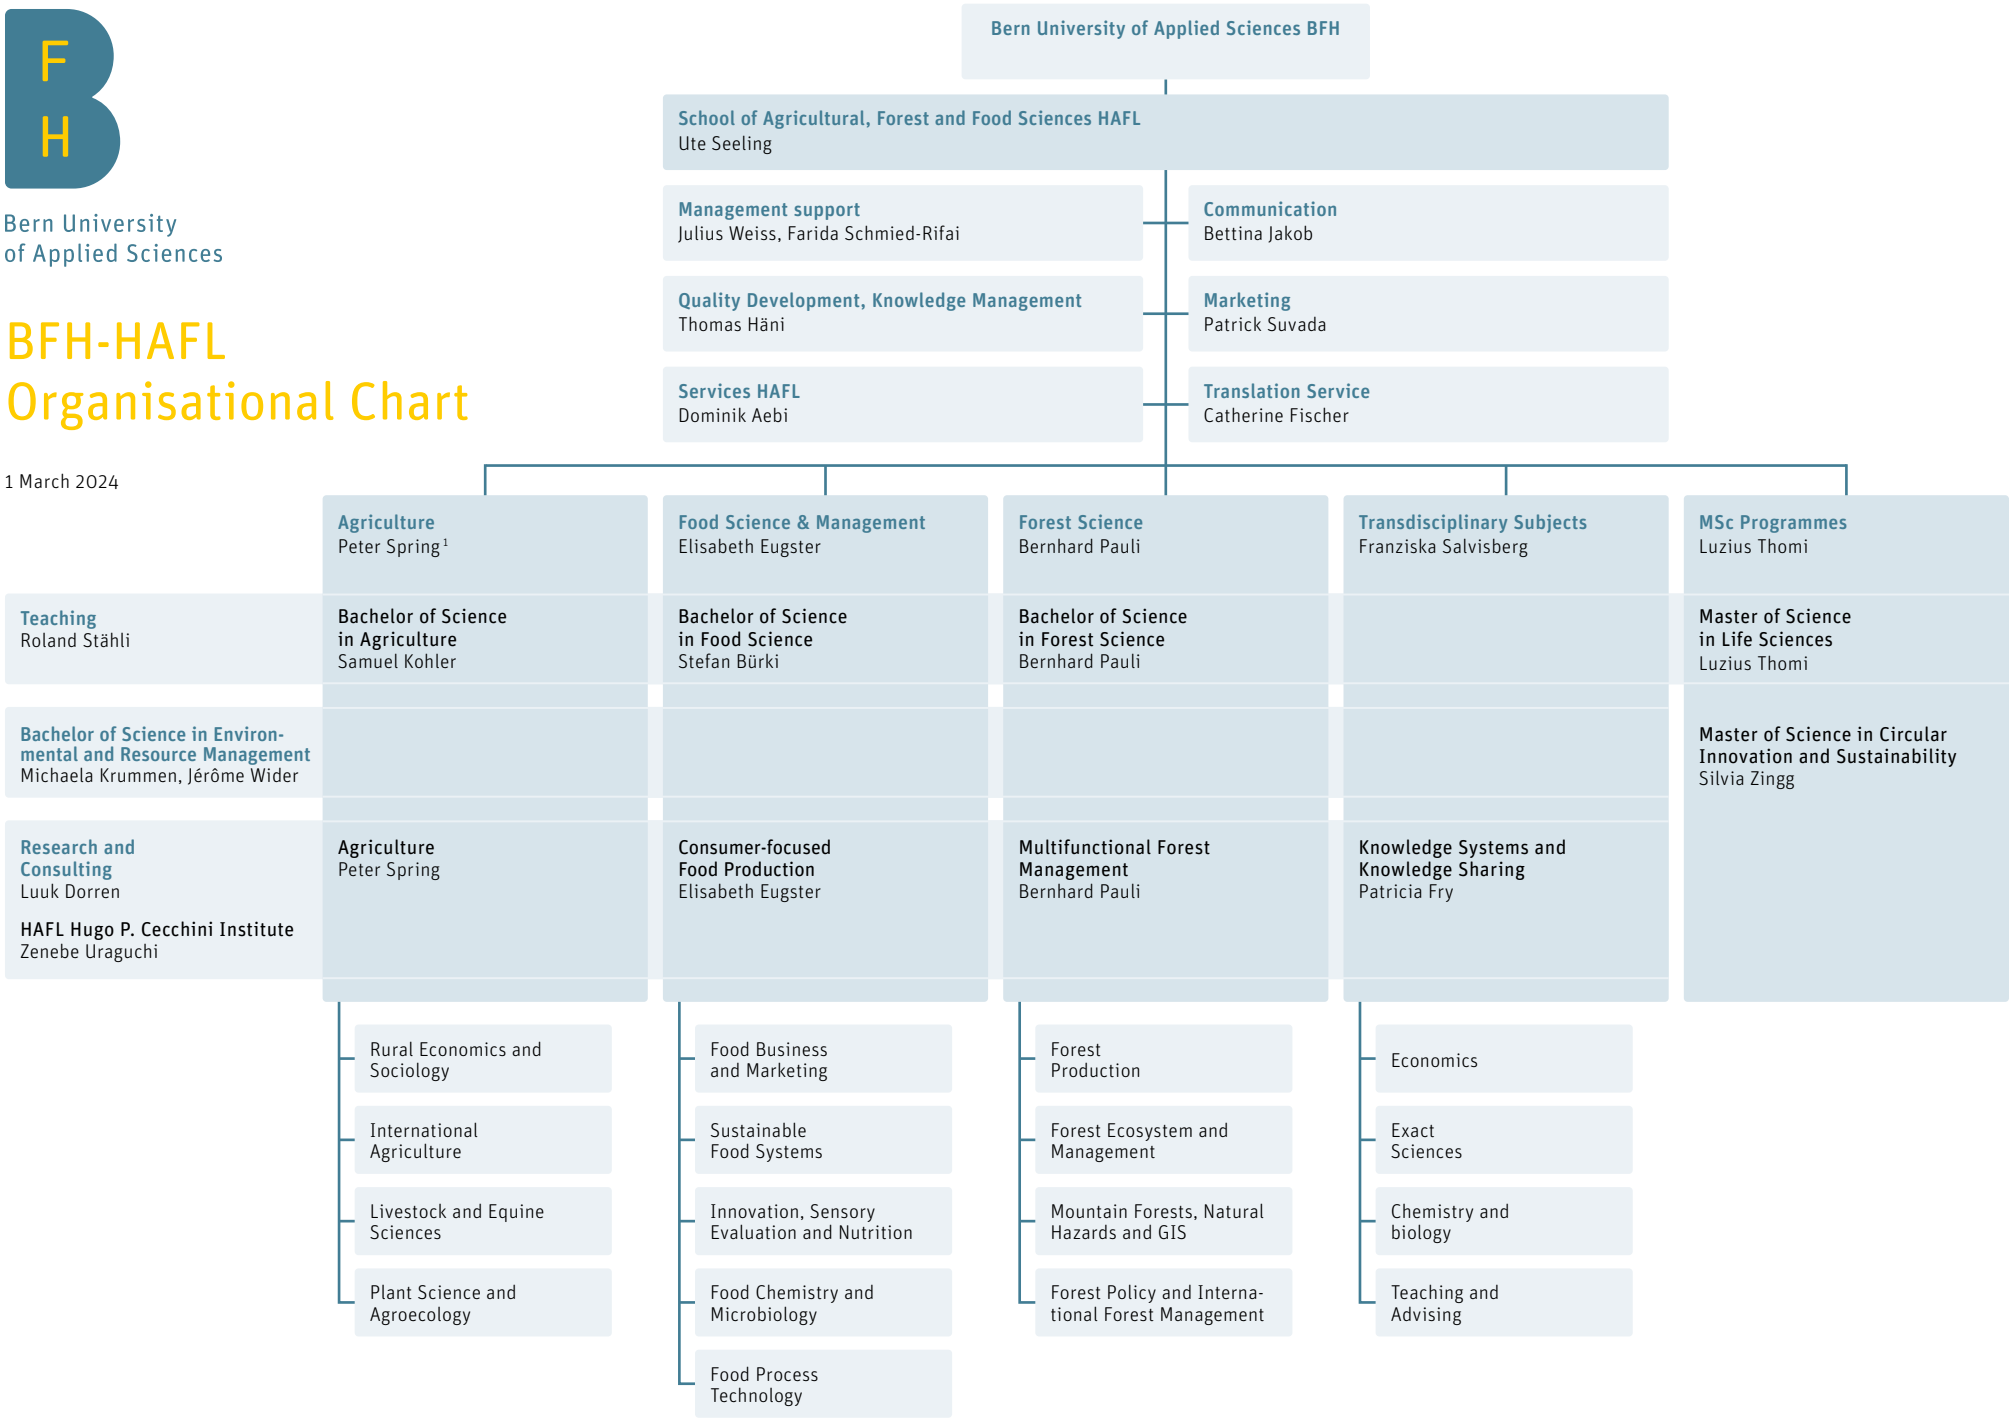 F
H
Bern University
of Applied Sciences
BFH-HAFL
Organisational Chart
1 March 2024
Bern University of Applied Sciences BFH
School of Agricultural, Forest and Food Sciences HAFL
Ute Seeling
Management support
Julius Weiss, Farida Schmied-Rifai
Communication
Bettina Jakob
Quality Development, Knowledge Management
Thomas Häni
Marketing
Patrick Suvada
Services HAFL
Dominik Aebi
Translation Service
Catherine Fischer
Agriculture
Peter Spring 1
Food Science & Management
Elisabeth Eugster
Forest Science
Bernhard Pauli
Transdisciplinary Subjects
Franziska Salvisberg
MSc Programmes
Luzius Thomi
Teaching
Roland Stähli
Bachelor of Science
in Agriculture
Samuel Kohler
Bachelor of Science
in Food Science
Stefan Bürki
Bachelor of Science
in Forest Science
Bernhard Pauli
Master of Science
in Life Sciences
Luzius Thomi
Bachelor of Science in Environ-
mental and Resource Management
Michaela Krummen, Jérôme Wider
Master of Science in Circular
Innovation and Sustainability
Silvia Zingg
Research and
Consulting
Luuk Dorren
HAFL Hugo P. Cecchini Institute
Zenebe Uraguchi
Agriculture
Peter Spring
Consumer-focused
Food Production
Elisabeth Eugster
Multifunctional Forest
Management
Bernhard Pauli
Knowledge Systems and
Knowledge Sharing
Patricia Fry
Rural Economics and
Sociology
International
Agriculture
Livestock and Equine
Sciences
Plant Science and
Agroecology
Food Business
and Marketing
Sustainable
Food Systems
Innovation, Sensory
Evaluation and Nutrition
Food Chemistry and
Microbiology
Food Process
Technology
Forest
Production
Forest Ecosystem and
Management
Mountain Forests, Natural
Hazards and GIS
Forest Policy and Interna-
tional Forest Management
Economics
Exact
Sciences
Chemistry and
biology
Teaching and
Advising